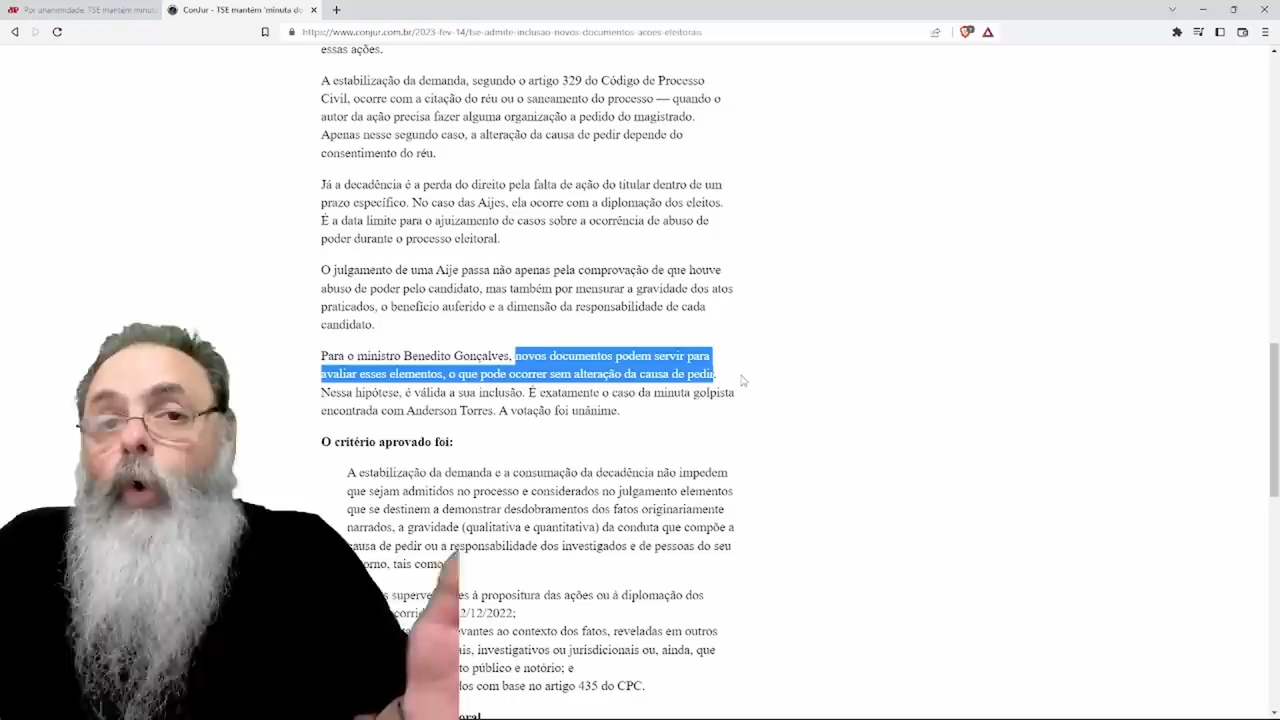 Por unanimidade, TSE mantém minuta
ConJur - TSE mantém 'minuta do
https://www.conjur.com.br/2023-fev-14/tse-admite-inclusao-novos-documentos-acoes-eleitorais
essas ações.
A estabilização da demanda, segundo o artigo 329 do Código de Processo
Civil, ocorre com a citação do réu ou o saneamento do processo — quando o
autor da ação precisa fazer alguma organização a pedido do magistrado.
Apenas nesse segundo caso, a alteração da causa de pedir depende do
consentimento do réu.
Já a decadência é a perda do direito pela falta de ação do titular dentro de um
prazo específico. No caso das Aijes, ela ocorre com a diplomação dos eleitos.
É a data limite para o ajuizamento de casos sobre a ocorrência de abuso de
poder durante o processo eleitoral.
O julgamento de uma Aije passa não apenas pela comprovação de que houve
abuso de poder pelo candidato, mas também por mensurar a gravidade dos atos
praticados, o benefício auferido e a dimensão da responsabilidade de cada
candidato.
Para o ministro Benedito Gonçalves, novos documentos podem servir para
avaliar esses elementos, o que pode ocorrer sem alteração da causa de pedir.
Nessa hipótese, é válida a sua inclusão. É exatamente o caso da minuta golpista
encontrada com Anderson Torres. A votação foi unânime.
O critério aprovado foi:
A estabilização da demanda e a consumação da decadência não impedem
que sejam admitidos no processo e considerados no julgamento elementos
que se destinem a demonstrar desdobramentos dos fatos originariamente
narrados, a gravidade (qualitativa e quantitativa) da conduta que compõe a
causa de pedir ou a responsabilidade dos investigados e de pessoas do seu
tais como
à propositura das ações ou à diplomação dos
2/12/2022;
ao contexto dos fatos, reveladas em outros
investigativos ou jurisdicionais ou, ainda, que
público e notório; e
com base no artigo 435 do CPC.